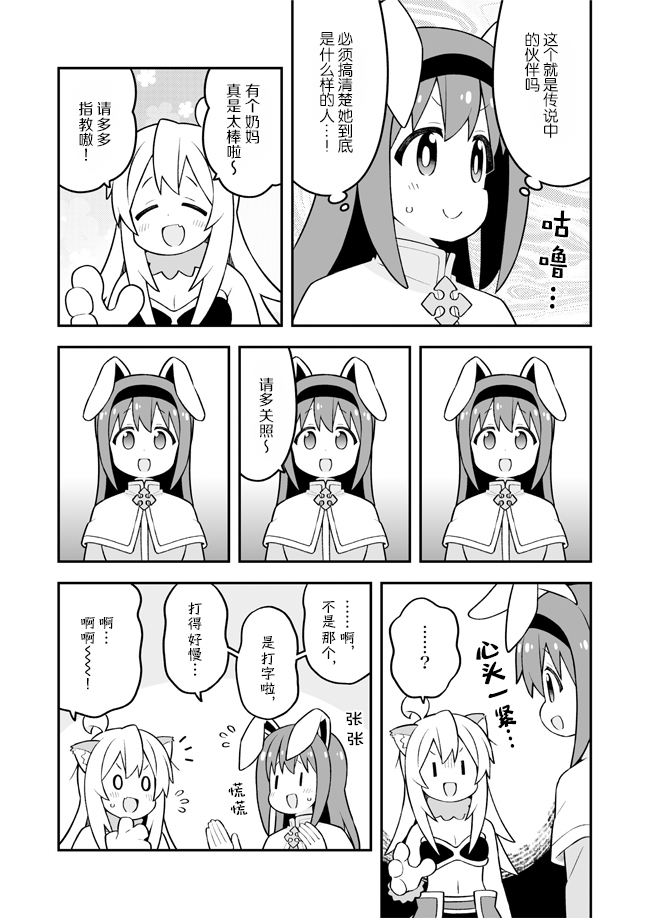 这个就是传说中
的伙伴吗
必须搞清楚她到底
是什么样的人…！
咕噜…
有个奶妈
真是太棒啦～
请多多
指教嗷！
请多关照～
心头一紧…
……？
……啊，
不是那个，
是打字啦，
打得好慢…
张张
慌慌
啊…
啊啊～～！